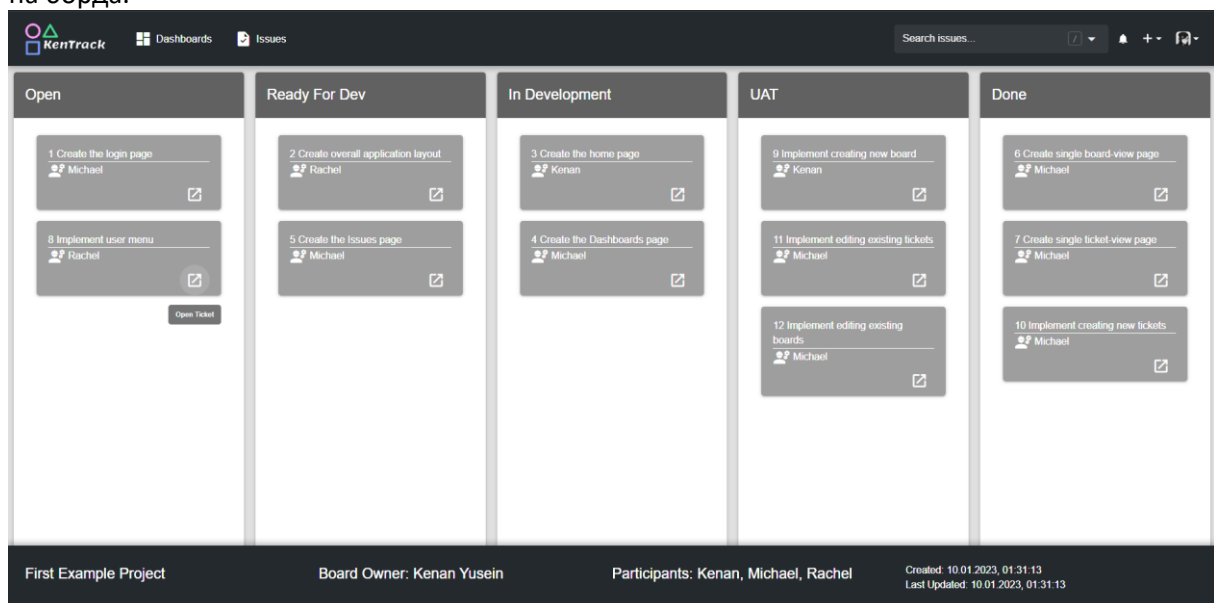 на борда.
KenTrack
Dashboards
Issues
Search issues...
/
Open
1 Create the login page
Michael
8 Implement user menu
Rachel
Open Ticket
Ready For Dev
2 Create overall application layout
Rachel
5 Create the Issues page
Michael
In Development
3 Create the home page
Kenan
4 Create the Dashboards page
Michael
UAT
9 Implement creating new board
Kenan
11 Implement editing existing tickets
Michael
12 Implement editing existing
boards
Michael
Done
6 Create single board-view page
Michael
7 Create single ticket-view page
Michael
10 Implement creating new tickets
Michael
First Example Project
Board Owner: Kenan Yusein
Participants: Kenan, Michael, Rachel
Created: 10.01.2023, 01:31:13
Last Updated: 10.01.2023, 01:31:13